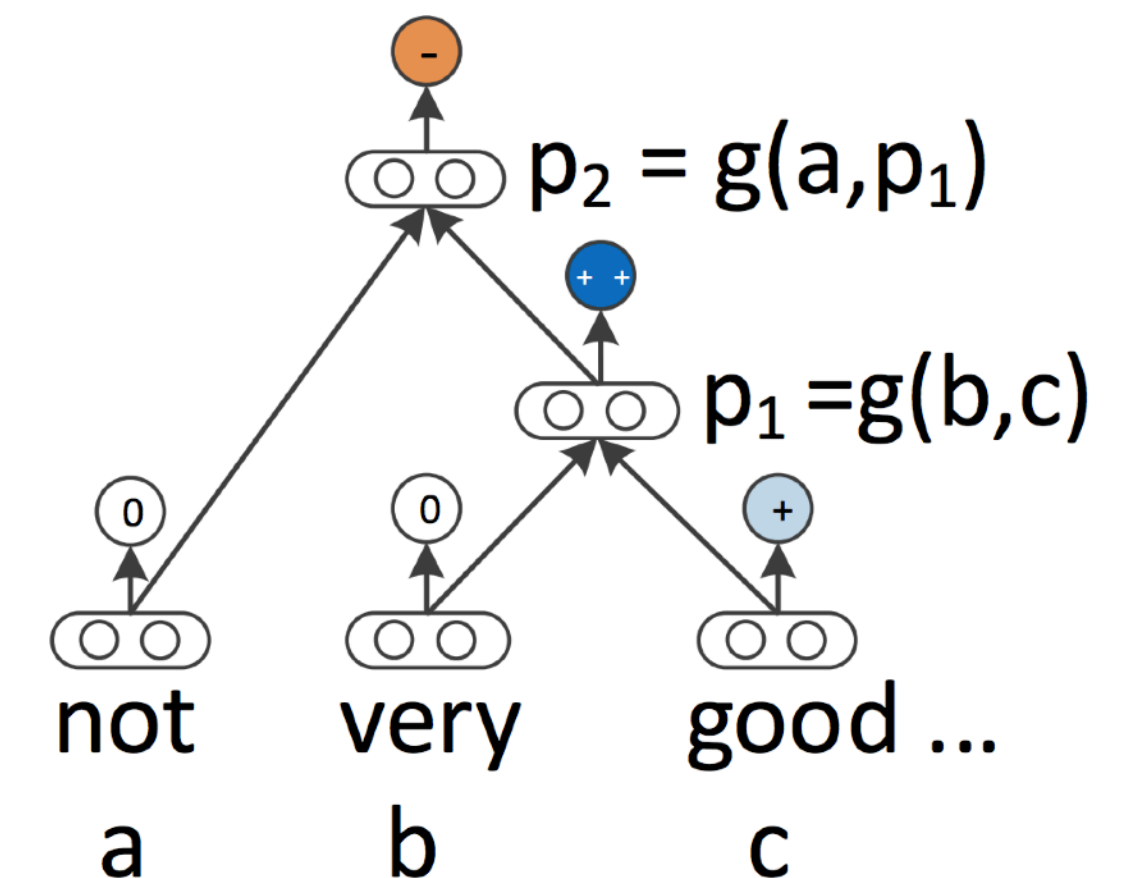 -
p₂ = g(a,p₁)
+ +
p₁ =g(b,c)
0 0 +
not very good ...
a b c